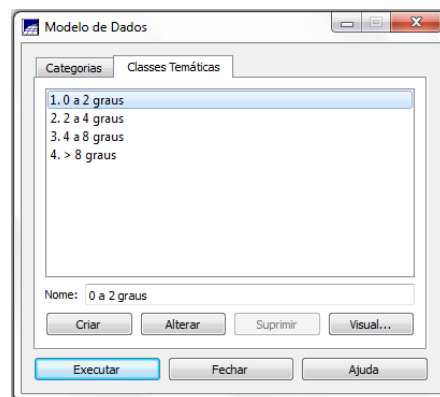 Modelo de Dados
Categorias Classes Temáticas
1. 0 a 2 graus
2. 2 a 4 graus
3. 4 a 8 graus
4. > 8 graus
Nome: 0 a 2 graus
Criar Alterar Suprimir Visual...
Executar Fechar Ajuda